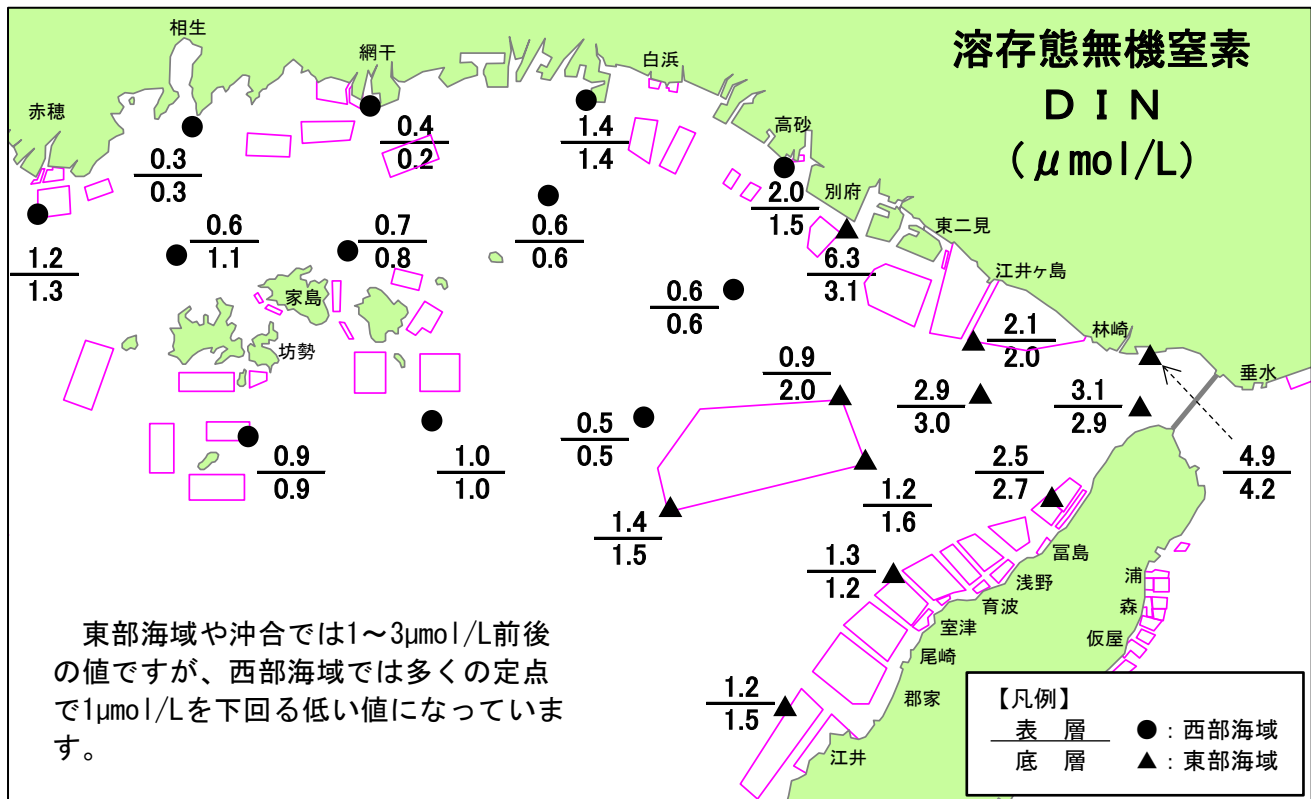 溶存態無機窒素
ＤＩＮ
(μmol/L)
相生
網干
白浜
赤穂
高砂
別府
東二見
江井ヶ島
林崎
垂水
家島
坊勢
0.3
0.3
0.4
0.2
1.4
1.4
2.0
1.5
1.2
1.3
0.6
1.1
0.7
0.8
0.6
0.6
6.3
3.1
0.6
0.6
2.1
2.0
0.9
2.0
2.9
3.0
3.1
2.9
0.5
0.5
0.9
0.9
1.0
1.0
2.5
2.7
4.9
4.2
1.2
1.6
1.4
1.5
1.3
1.2
1.2
1.5
冨島
浅野
育波
室津
尾崎
郡家
江井
浦
森
仮屋
東部海域や沖合では1～3μmol/L前後
の値ですが、西部海域では多くの定点
で1μmol/Lを下回る低い値になっていま
す。
【凡例】
表　層
底　層
●：西部海域
▲：東部海域